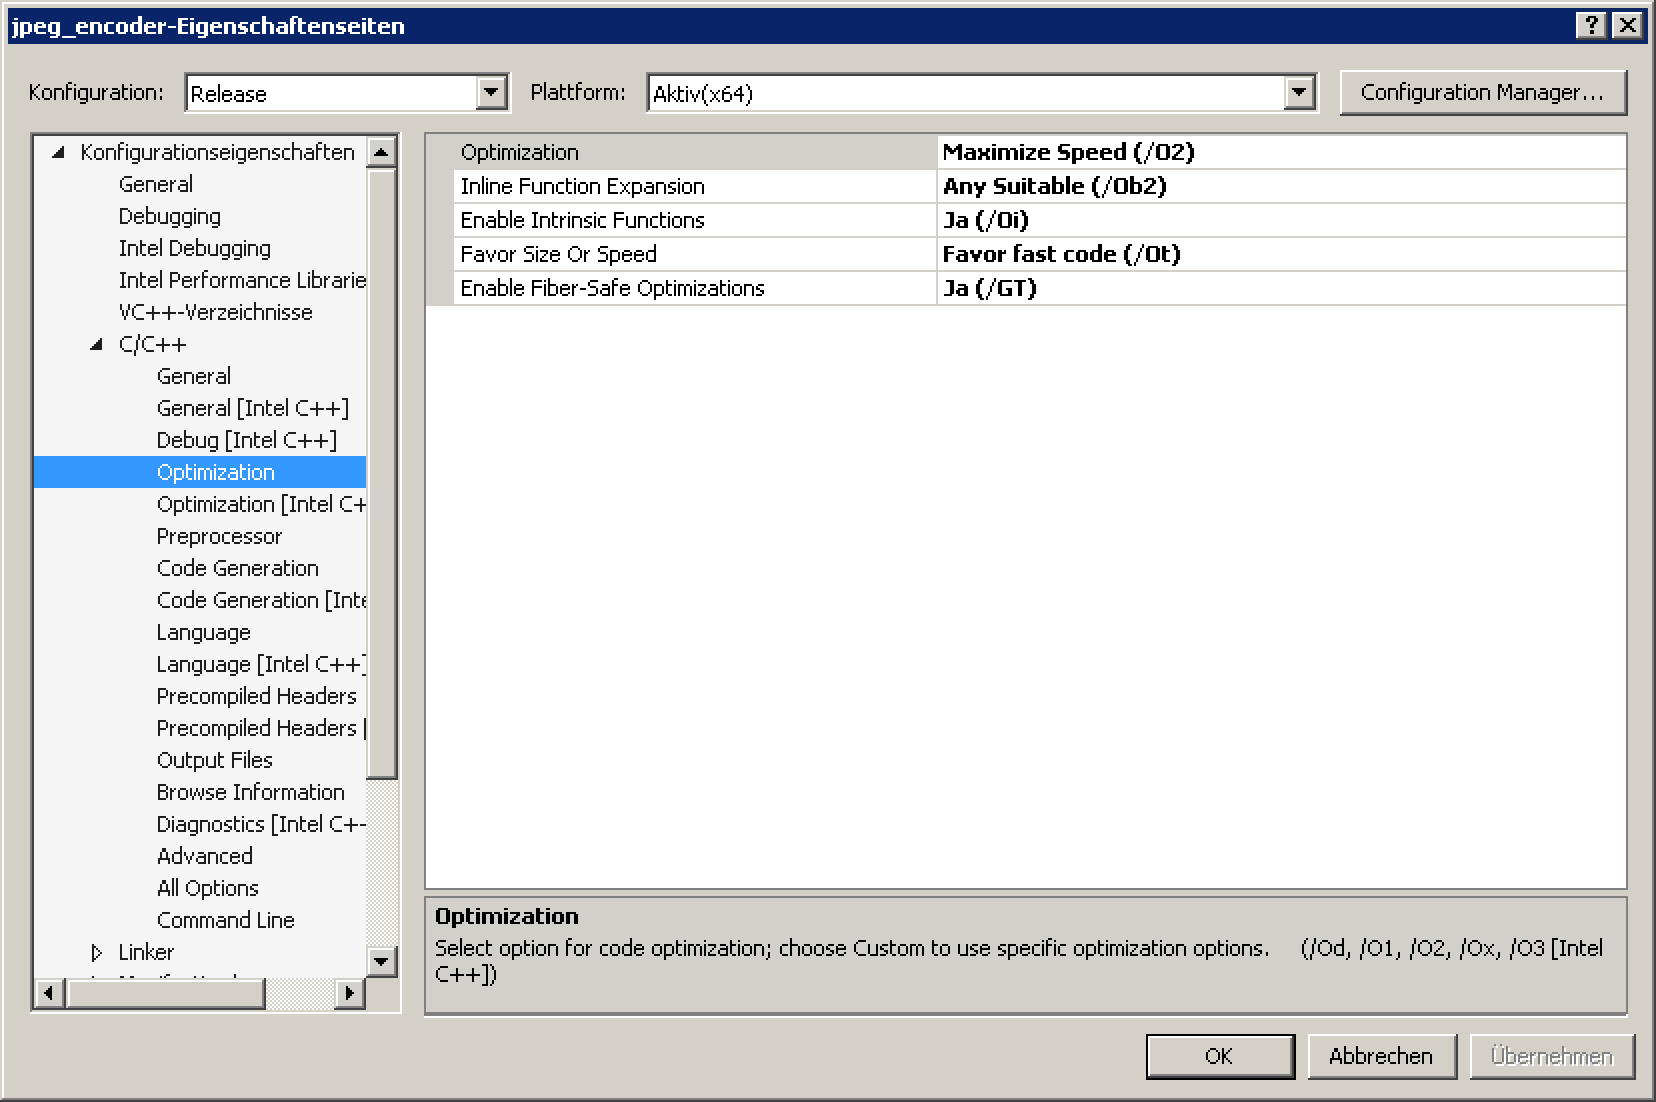 jpeg_encoder-Eigenschaftenseiten
Konfiguration: Release Plattform: Aktiv(x64) Configuration Manager...
Konfigurationseigenschaften
General
Debugging
Intel Debugging
Intel Performance Librarie
VC++-Verzeichnisse
C/C++
General
General [Intel C++]
Debug [Intel C++]
Optimization
Optimization [Intel C+
Preprocessor
Code Generation
Code Generation [Inte
Language
Language [Intel C++]
Precompiled Headers
Precompiled Headers [
Output Files
Browse Information
Diagnostics [Intel C+-
Advanced
All Options
Command Line
Linker
Optimization Maximize Speed (/O2)
Inline Function Expansion Any Suitable (/Ob2)
Enable Intrinsic Functions Ja (/Oi)
Favor Size Or Speed Favor fast code (/Ot)
Enable Fiber-Safe Optimizations Ja (/GT)
Optimization
Select option for code optimization; choose Custom to use specific optimization options. (/Od, /O1, /O2, /Ox, /O3 [Intel
C++])
OK Abbrechen Übernehmen